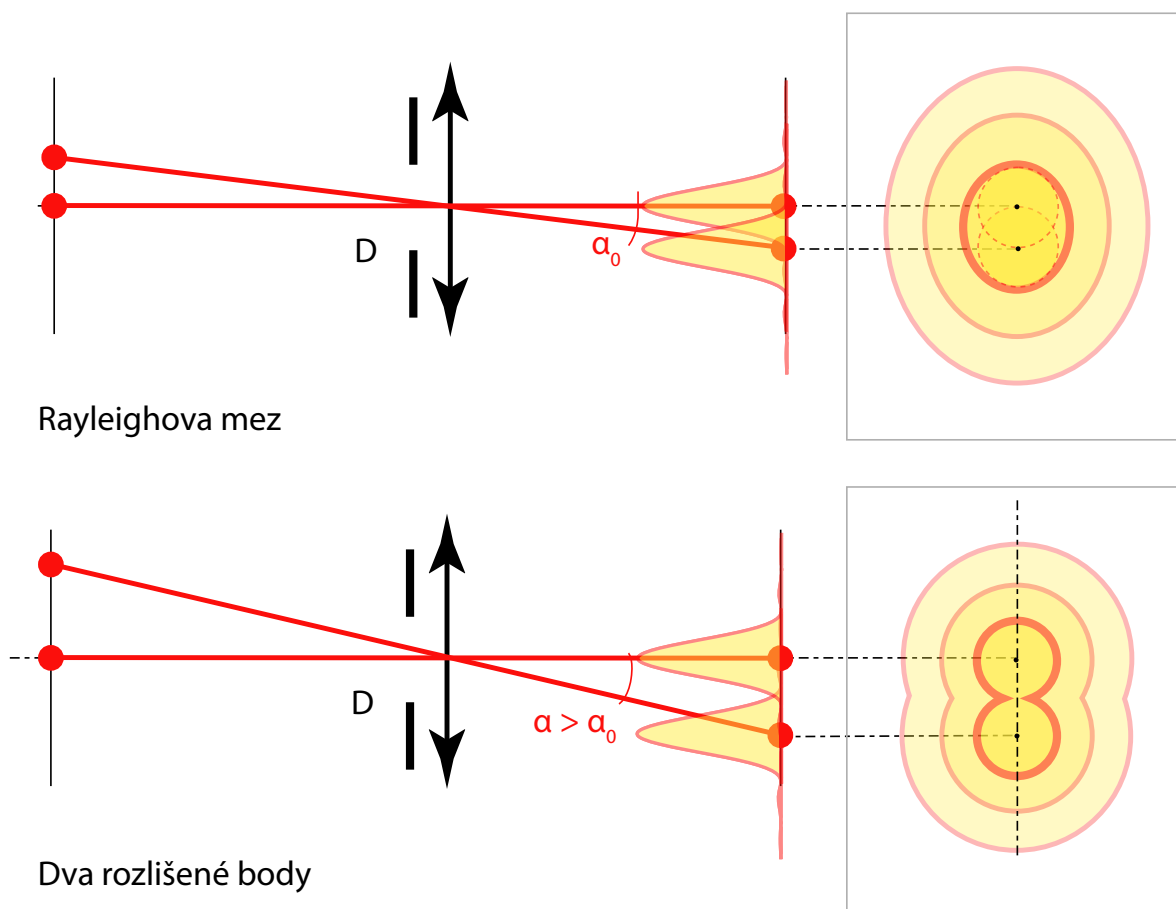 D
α₀
Rayleighova mez
D
α > α₀
Dva rozlišené body